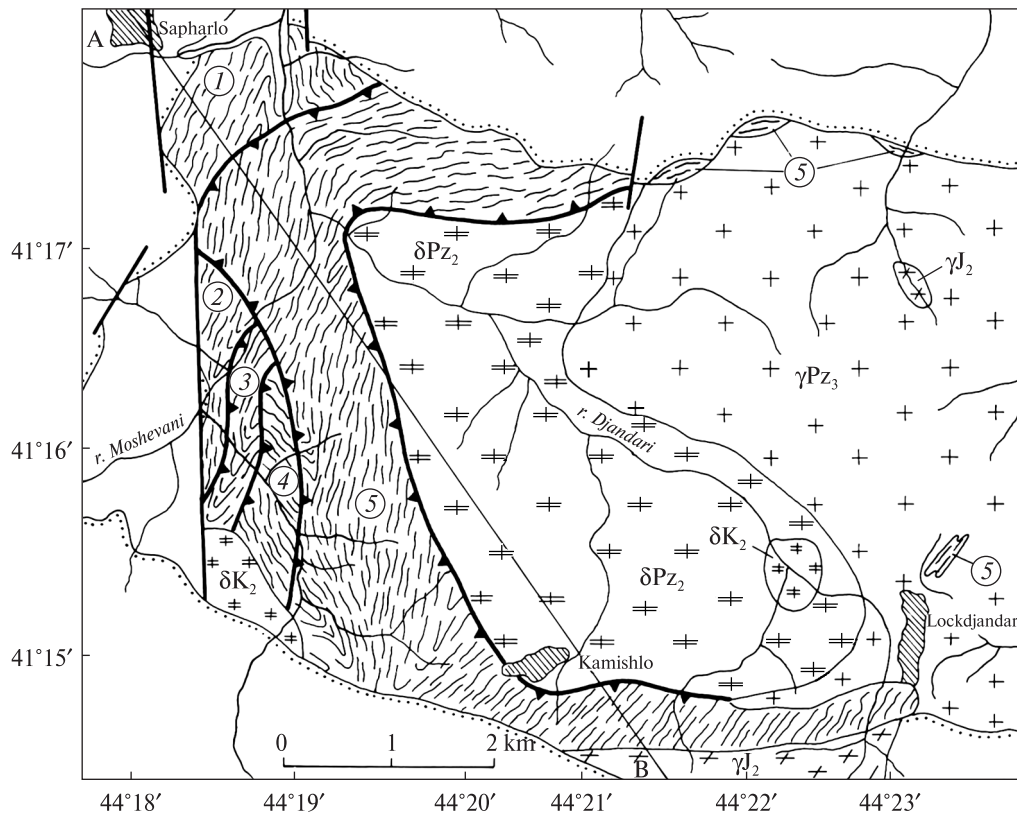 A
Sapharlo
1
5
41°17′
δPz₂
γJ₂
2
3
γPz₃
r. Djandari
r. Moshevani
41°16′
4
5
δK₂
δPz₂
δK₂
5
Lockdjandari
41°15′
Kamishlo
0 1 2 km
B
γJ₂
44°18′ 44°19′ 44°20′ 44°21′ 44°22′ 44°23′